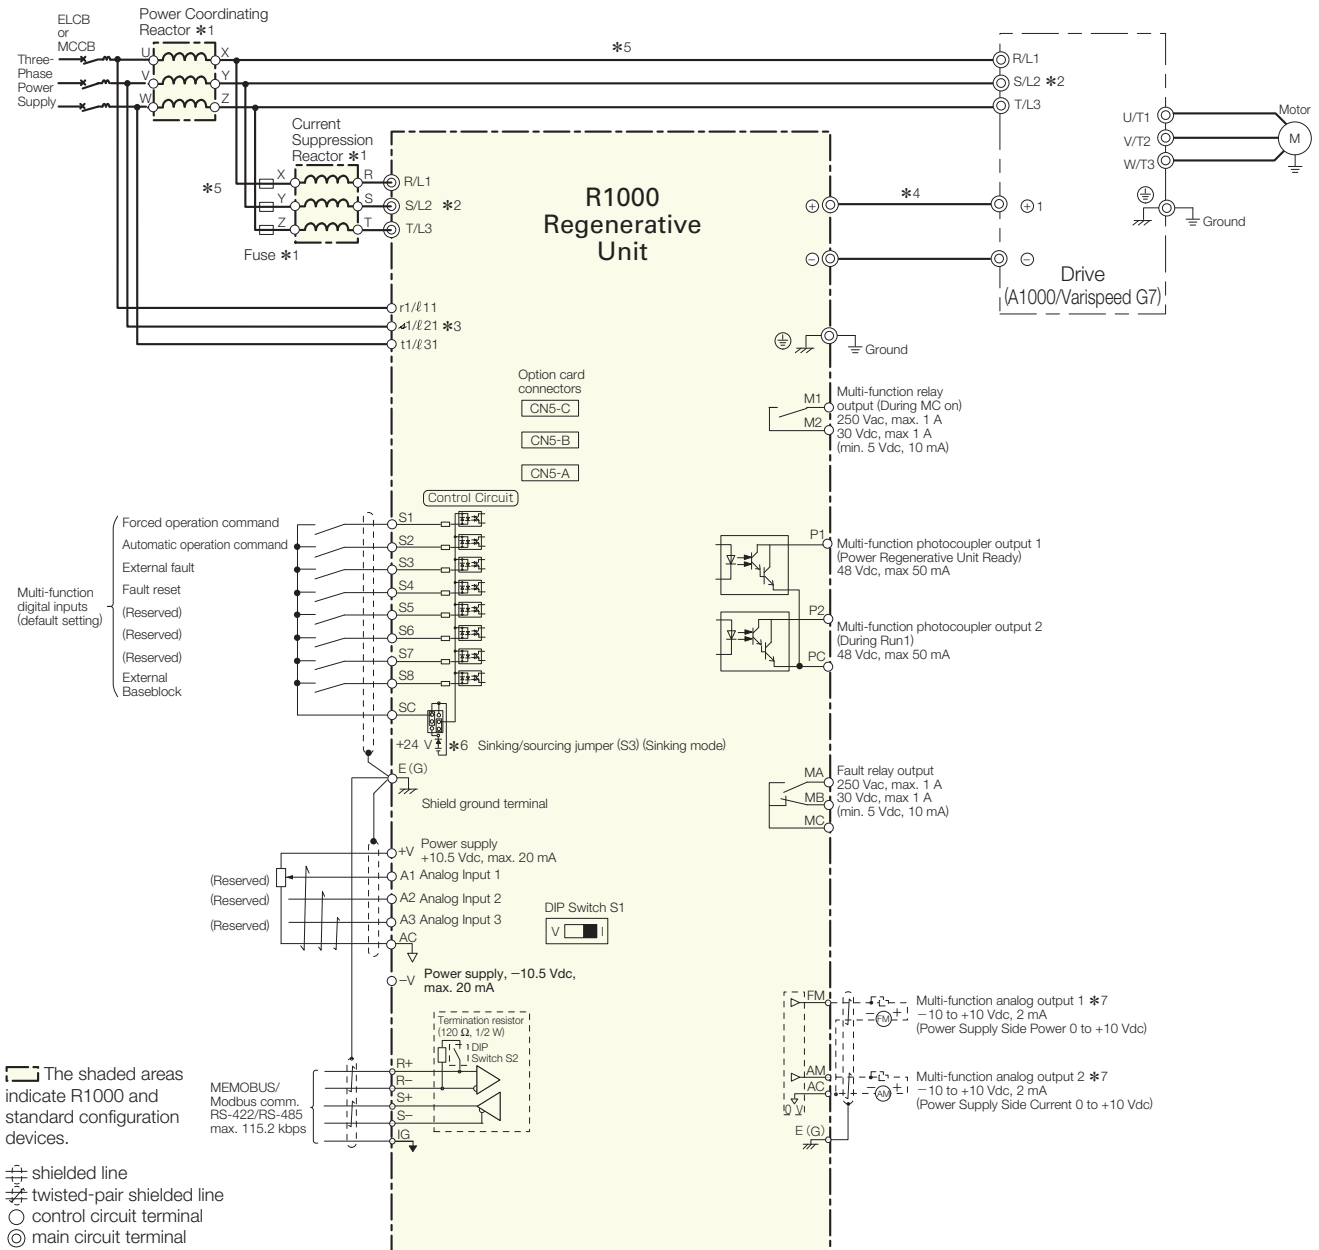 ELCB
or
MCCB
Three-
Phase
Power
Supply
Power Coordinating
Reactor *1
U
X
V
Y
W
Z
*5
R/L1
S/L2 *2
T/L3
U/T1
V/T2
W/T3
Motor
M
Ground
Current
Suppression
Reactor *1
*5
X
R
R/L1
Y
S
S/L2 *2
Z
T
T/L3
Fuse *1
R1000
Regenerative
Unit
+
*4
+ 1
−
−
Drive
(A1000/Varispeed G7)
r1/ℓ11
1/ℓ21 *3
t1/ℓ31
Ground
Option card
connectors
CN5-C
CN5-B
CN5-A
M1
M2
Multi-function relay
output (During MC on)
250 Vac, max. 1 A
30 Vdc, max 1 A
(min. 5 Vdc, 10 mA)
Control Circuit
Multi-function
digital inputs
(default setting)
Forced operation command
Automatic operation command
External fault
Fault reset
(Reserved)
(Reserved)
(Reserved)
External
Baseblock
S1
S2
S3
S4
S5
S6
S7
S8
SC
+24 V
*6 Sinking/sourcing jumper (S3) (Sinking mode)
E (G)
Shield ground terminal
P1
Multi-function photocoupler output 1
(Power Regenerative Unit Ready)
48 Vdc, max 50 mA
P2
Multi-function photocoupler output 2
(During Run1)
48 Vdc, max 50 mA
PC
MA
MB
MC
Fault relay output
250 Vac, max. 1 A
30 Vdc, max 1 A
(min. 5 Vdc, 10 mA)
+V
Power supply
+10.5 Vdc, max. 20 mA
(Reserved)
A1 Analog Input 1
(Reserved)
A2 Analog Input 2
(Reserved)
A3 Analog Input 3
AC
−V
Power supply, −10.5 Vdc,
max. 20 mA
DIP Switch S1
V
I
Termination resistor
(120 Ω, 1/2 W)
DIP
Switch S2
MEMOBUS/
Modbus comm.
RS-422/RS-485
max. 115.2 kbps
R+
R−
S+
S−
IG
FM
− +
FM
Multi-function analog output 1 *7
−10 to +10 Vdc, 2 mA
(Power Supply Side Power 0 to +10 Vdc)
AM
AC
0 V
− +
AM
Multi-function analog output 2 *7
−10 to +10 Vdc, 2 mA
(Power Supply Side Current 0 to +10 Vdc)
E (G)
The shaded areas
indicate R1000 and
standard configuration
devices.
shielded line
twisted-pair shielded line
control circuit terminal
main circuit terminal